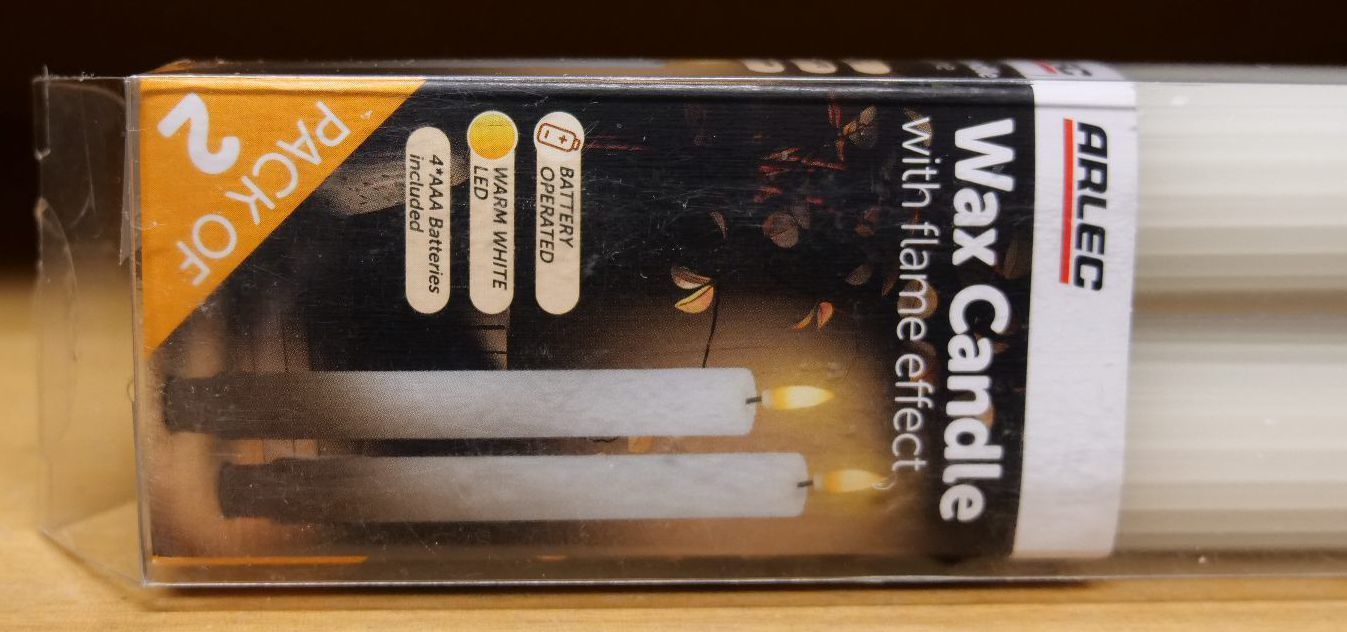 ARLEC
Wax Candle
with flame effect
BATTERY
OPERATED
WARM WHITE
LED
4*AAA Batteries
included
PACK OF
2